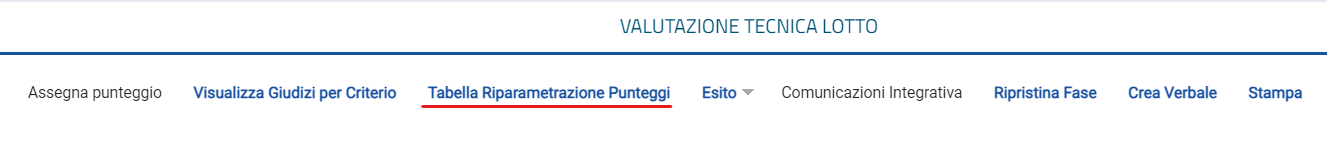 VALUTAZIONE TECNICA LOTTO
Assegna punteggio Visualizza Giudizi per Criterio Tabella Riparametrazione Punteggi Esito Comunicazioni Integrativa Ripristina Fase Crea Verbale Stampa